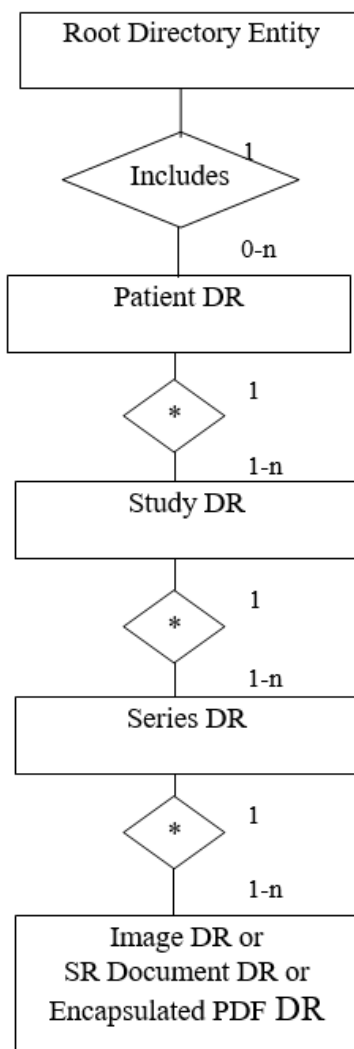 Root Directory Entity
1
Includes
0-n
Patient DR
1
*
1-n
Study DR
1
*
1-n
Series DR
1
*
1-n
Image DR or
SR Document DR or
Encapsulated PDF DR